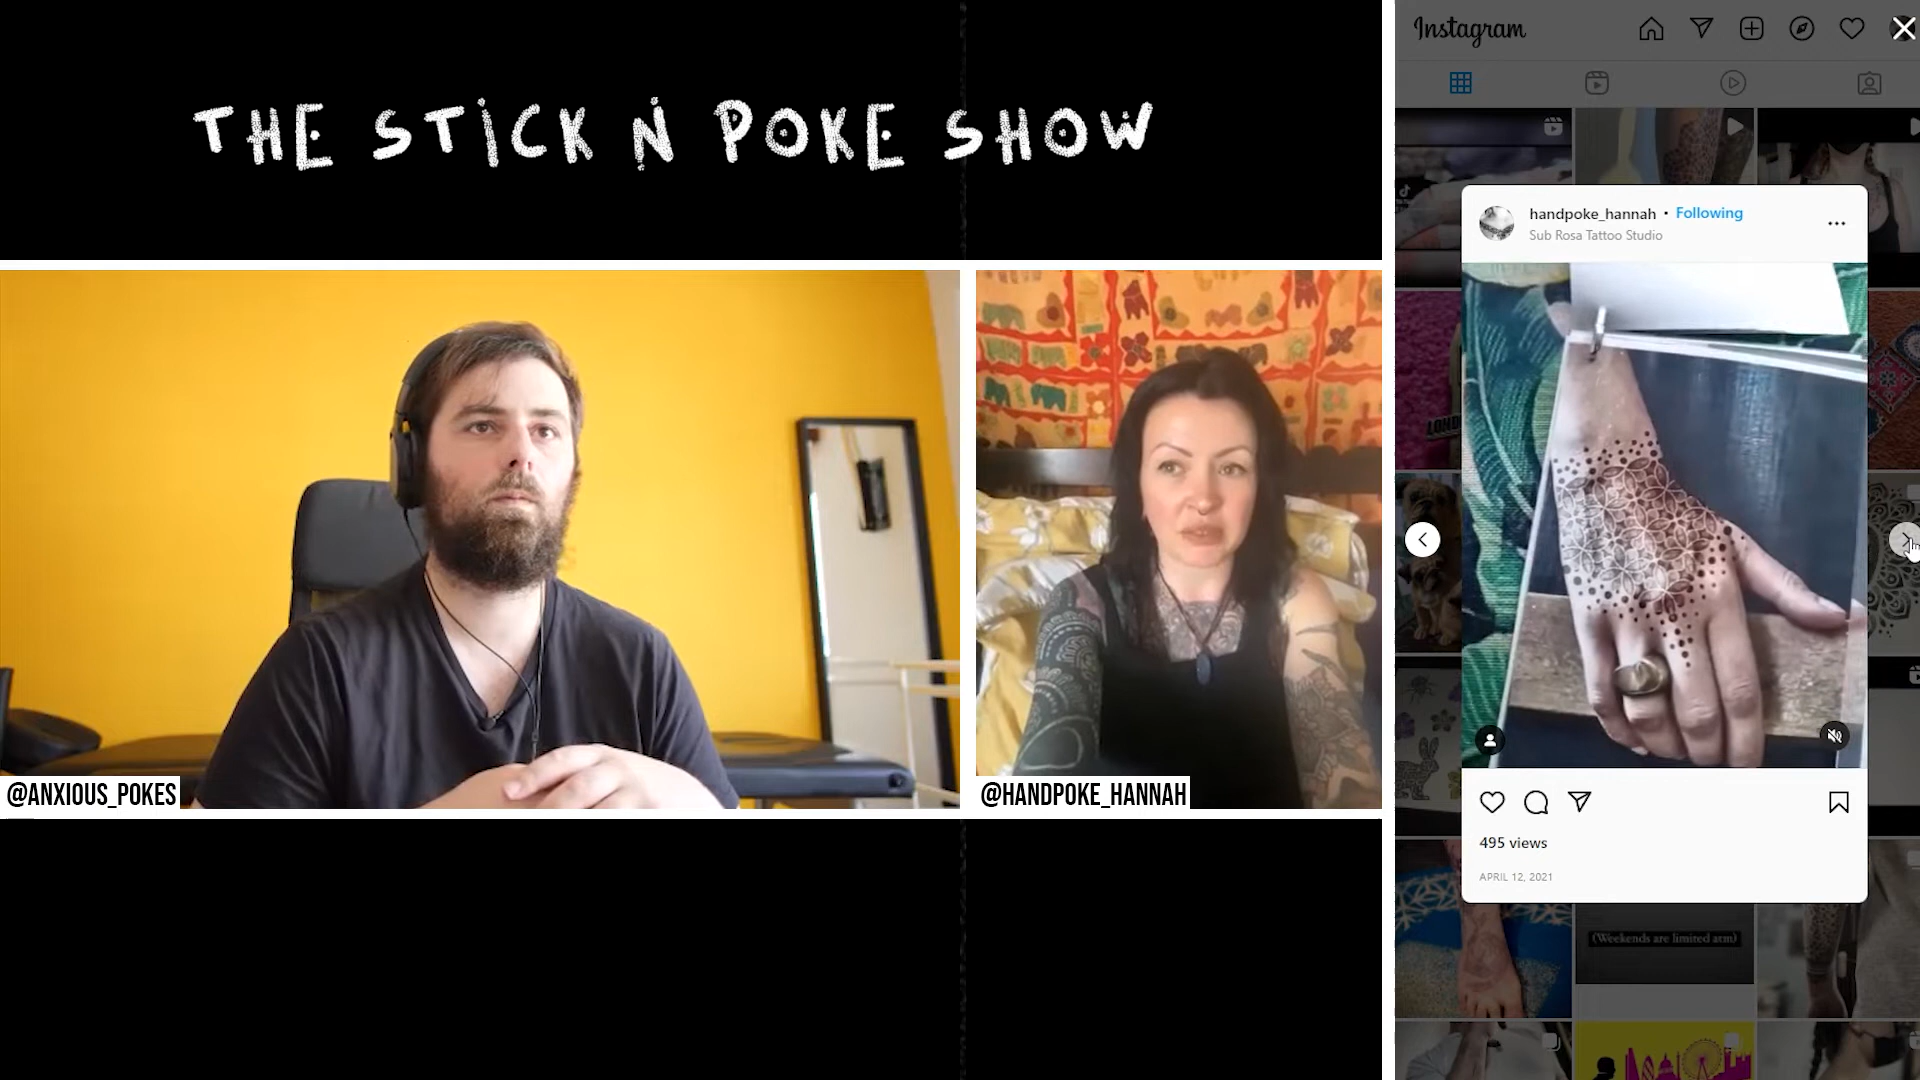 THE STICK N POKE SHOW
@ANXIOUS_POKES
@HANDPOKE_HANNAH
Instagram
handpoke_hannah • Following
Sub Rosa Tattoo Studio
LOND
495 views
APRIL 12, 2021
(Weekends are limited atm)